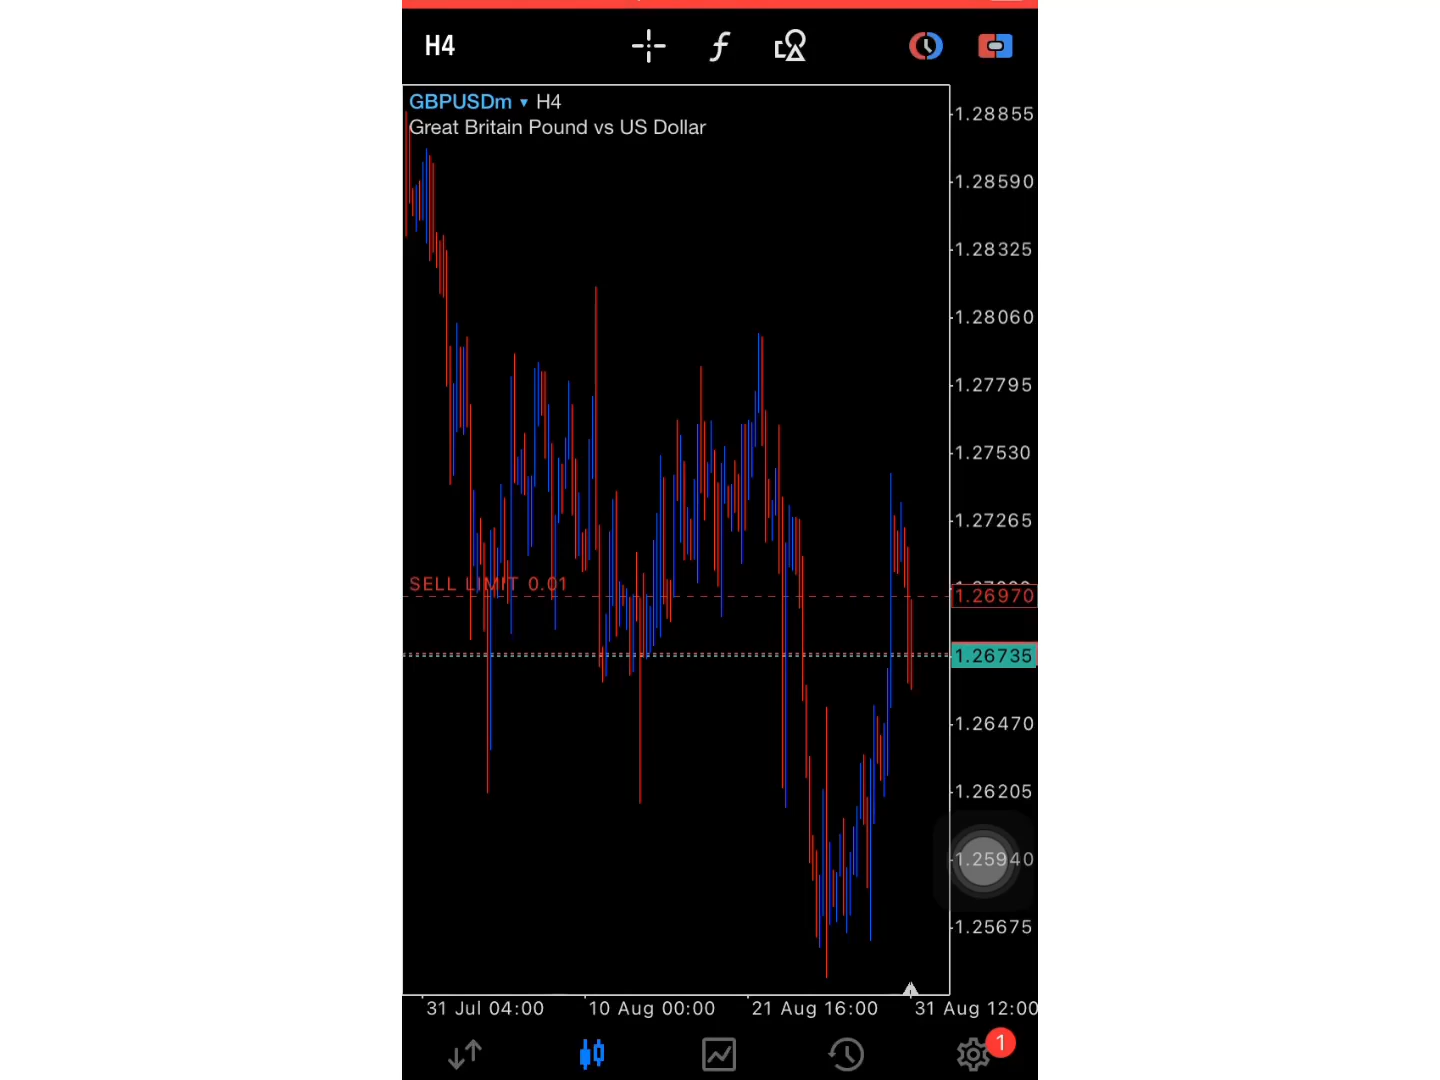 H4
GBPUSDm ▾ H4
Great Britain Pound vs US Dollar
1.28855
1.28590
1.28325
1.28060
1.27795
1.27530
1.27265
SELL LIMIT 0.01
1.26970
1.26735
1.26470
1.26205
1.25940
1.25675
31 Jul 04:00 10 Aug 00:00 21 Aug 16:00 31 Aug 12:00
1